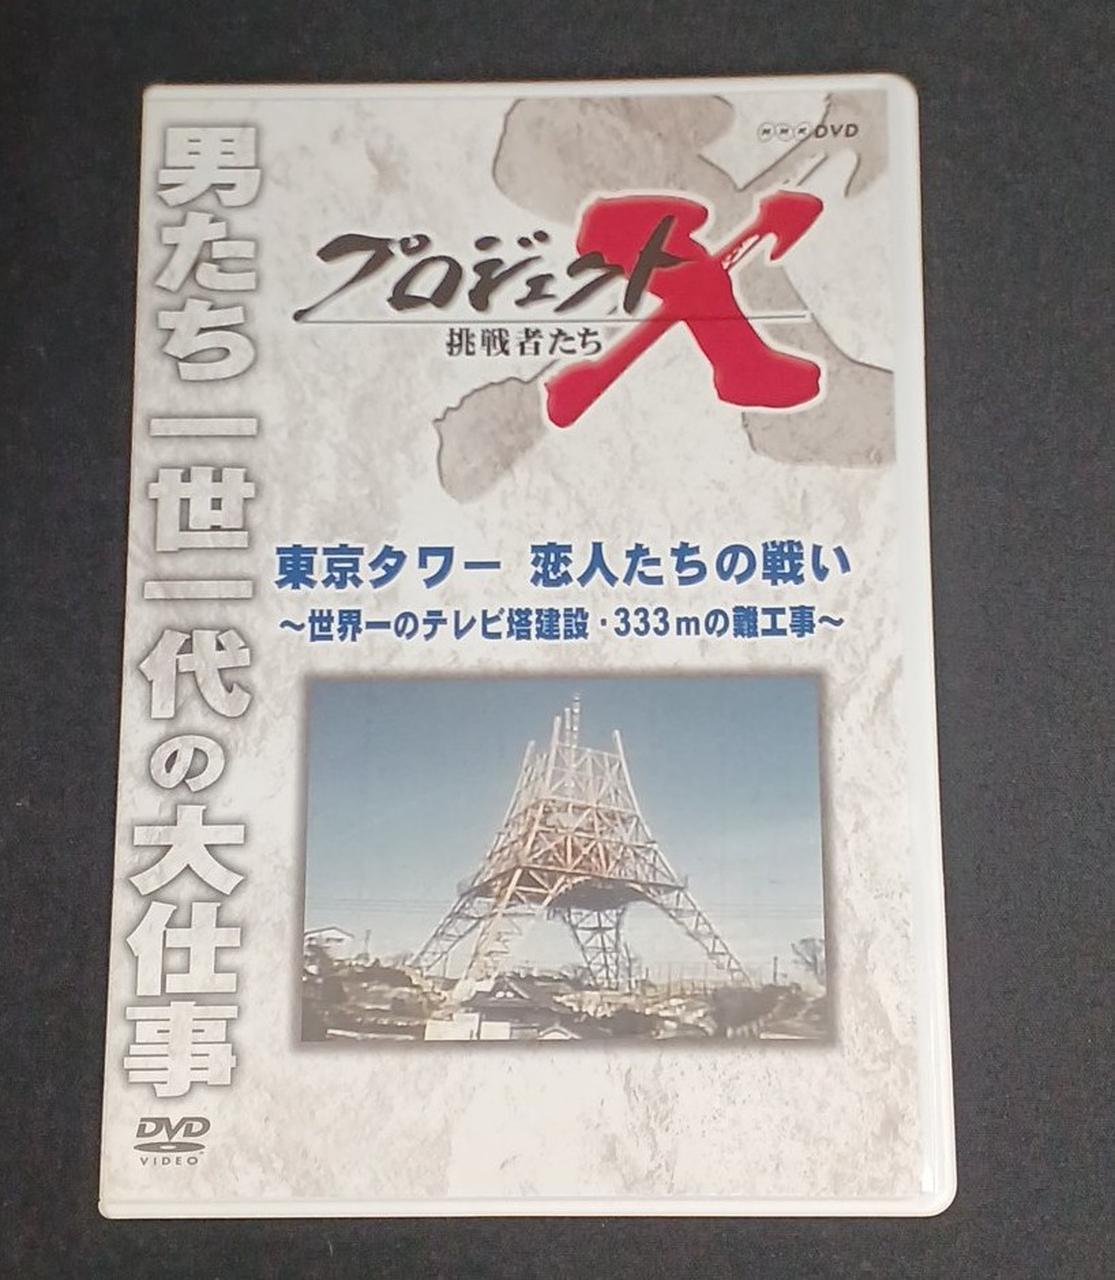 男たち 一世一代の大仕事
NHK DVD
プロジェクトX
挑戦者たち
東京タワー 恋人たちの戦い
～世界一のテレビ塔建設・333mの難工事～
DVD
VIDEO